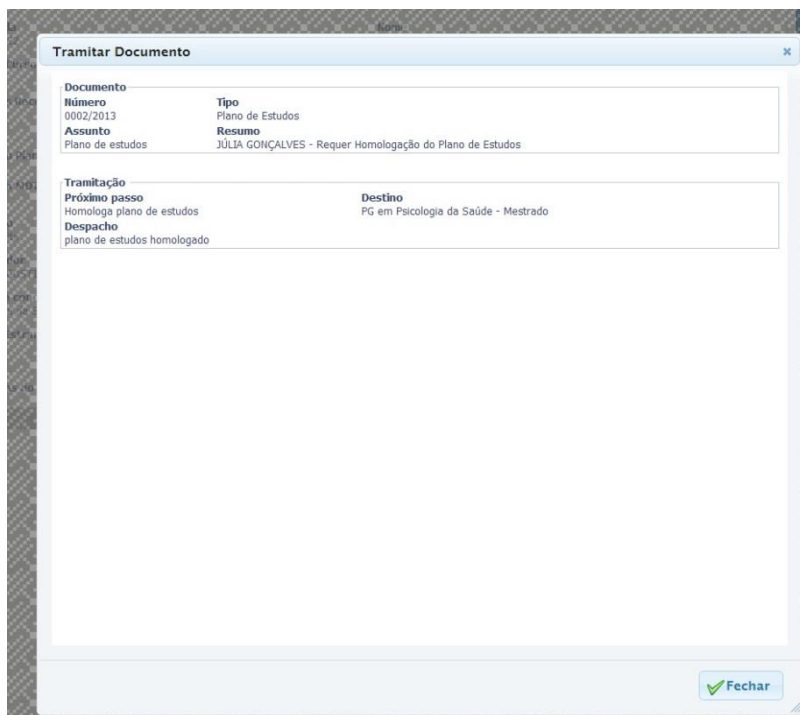 Tramitar Documento
Documento
Número Tipo
0002/2013 Plano de Estudos
Assunto Resumo
Plano de estudos JÚLIA GONÇALVES - Requer Homologação do Plano de Estudos
Tramitação
Próximo passo Destino
Homologa plano de estudos PG em Psicologia da Saúde - Mestrado
Despacho
plano de estudos homologado
Fechar